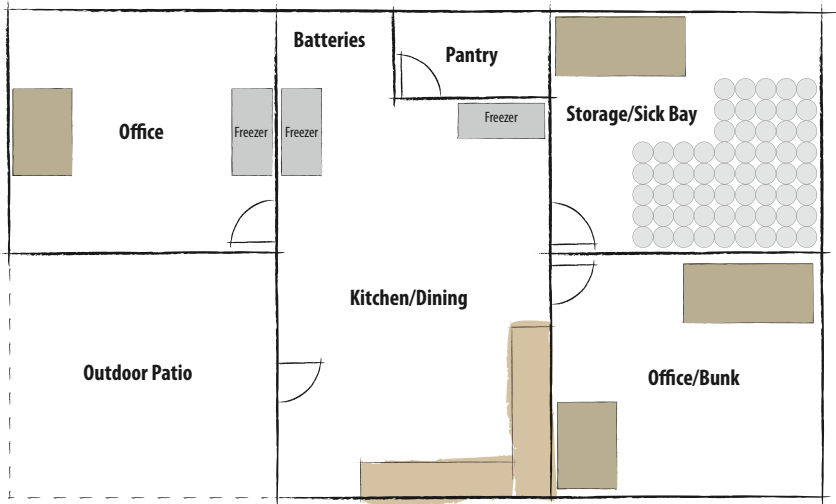 Batteries
Pantry
Office
Freezer
Freezer
Freezer
Storage/Sick Bay
Kitchen/Dining
Outdoor Patio
Office/Bunk